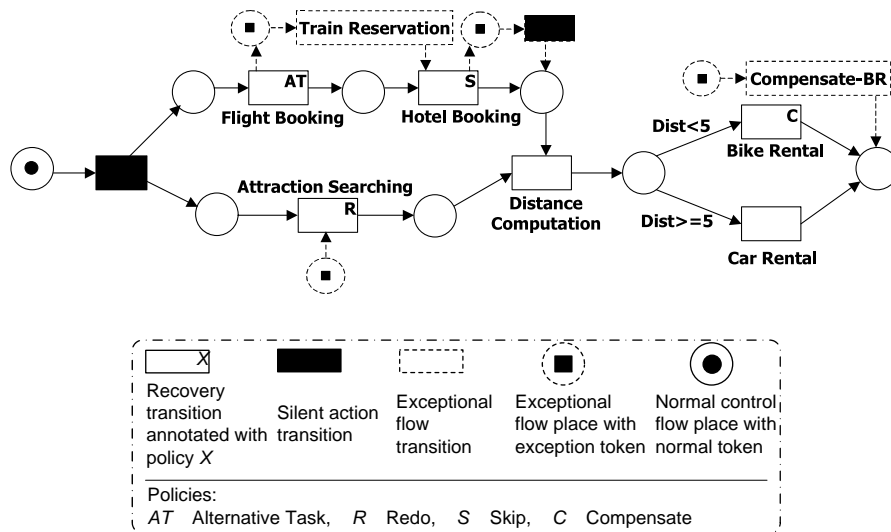 Train Reservation
AT
Flight Booking
S
Hotel Booking
Compensate-BR
Dist<5
C
Bike Rental
Attraction Searching
R
Distance
Computation
Dist>=5
Car Rental
X
Recovery
transition
annotated with
policy X
Silent action
transition
Exceptional
flow
transition
Exceptional
flow place with
exception token
Normal control
flow place with
normal token
Policies:
AT Alternative Task, R Redo, S Skip, C Compensate